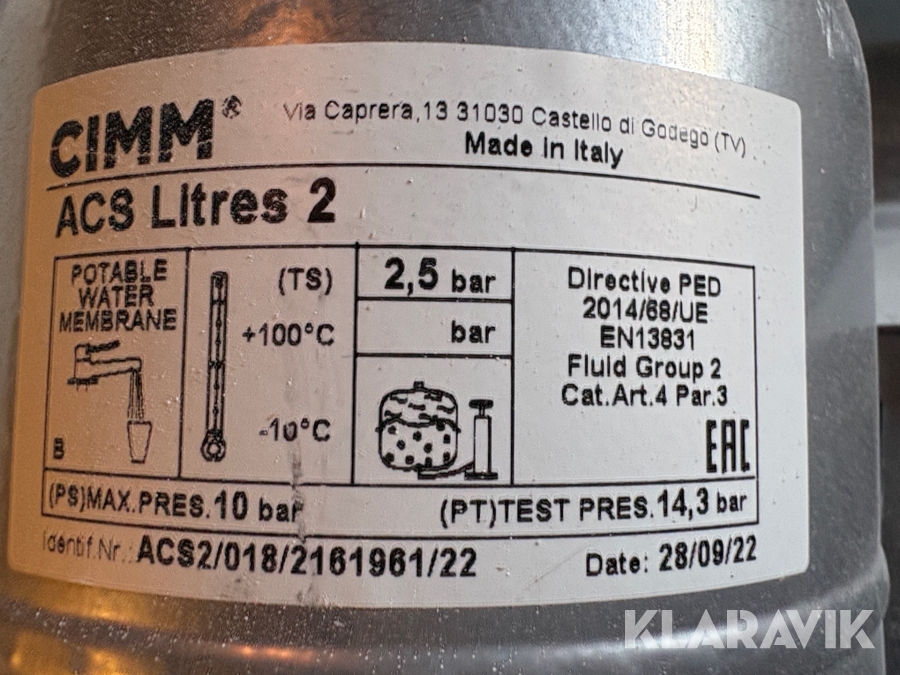 CIMM® Via Caprera,13 31030 Castello di Godego (TV)
Made in Italy
ACS Litres 2
POTABLE
WATER
MEMBRANE
B
(TS)
+100°C
-10°C
2,5 bar
bar
Directive PED
2014/68/UE
EN13831
Fluid Group 2
Cat.Art.4 Par.3
EAC
(PS)MAX.PRES.10 bar (PT)TEST PRES.14,3 bar
Identif.Nr.: ACS2/018/2161961/22 Date: 28/09/22
KLARAVIK